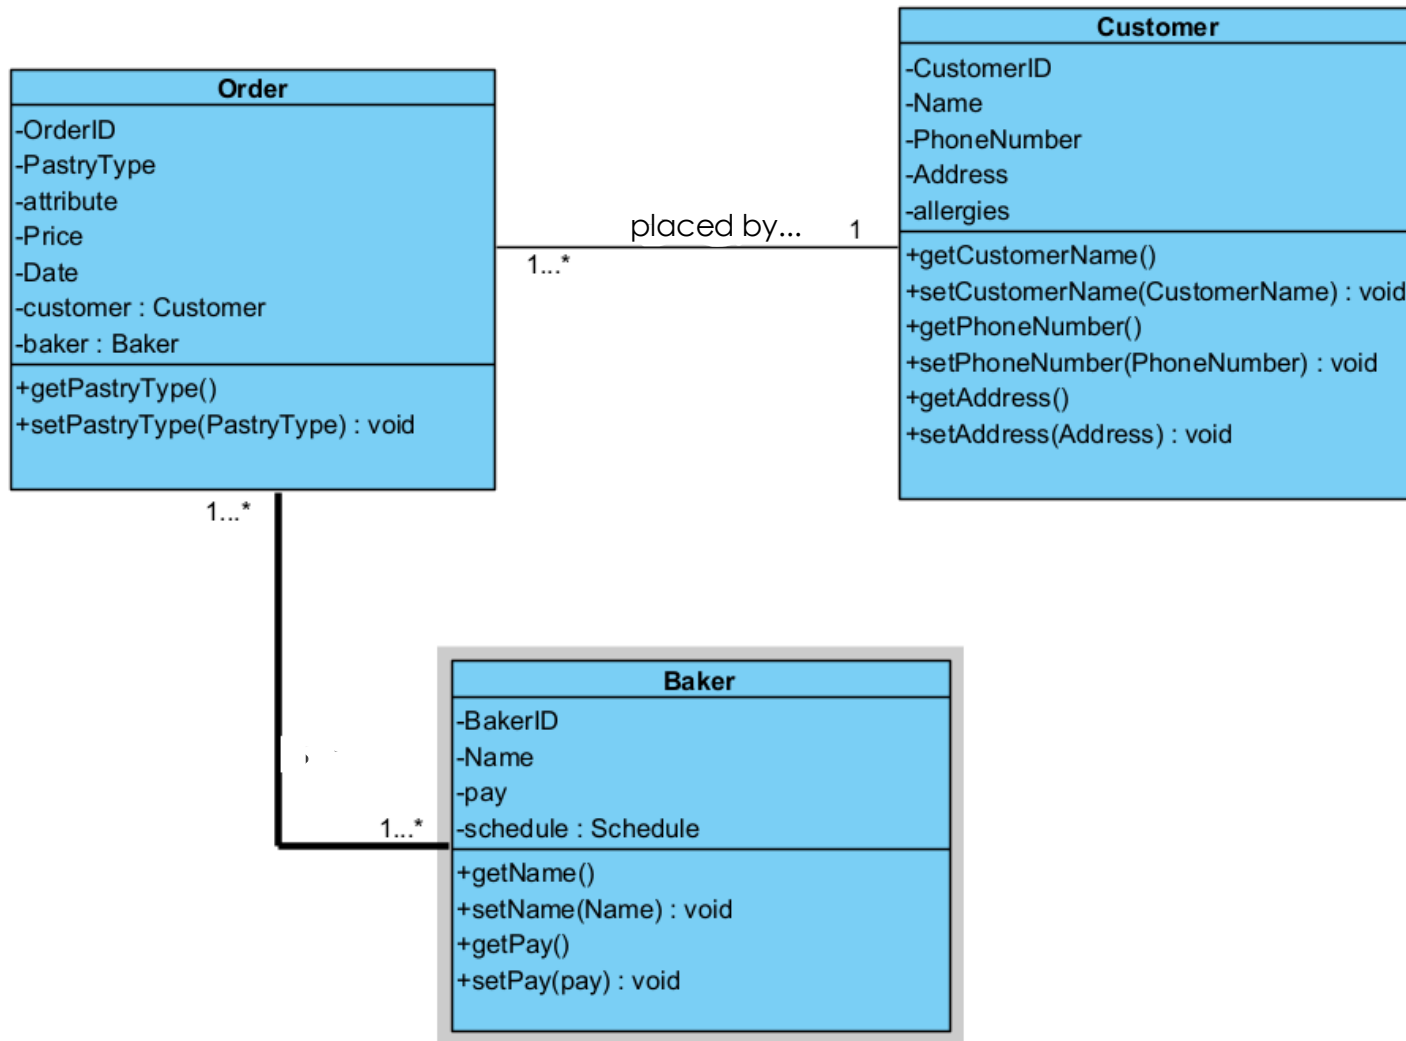 Order
-OrderID
-PastryType
-attribute
-Price
-Date
-customer : Customer
-baker : Baker
+getPastryType()
+setPastryType(PastryType) : void
placed by...
1...*
1
Customer
-CustomerID
-Name
-PhoneNumber
-Address
-allergies
+getCustomerName()
+setCustomerName(CustomerName) : void
+getPhoneNumber()
+setPhoneNumber(PhoneNumber) : void
+getAddress()
+setAddress(Address) : void
1...*
1...*
Baker
-BakerID
-Name
-pay
-schedule : Schedule
+getName()
+setName(Name) : void
+getPay()
+setPay(pay) : void